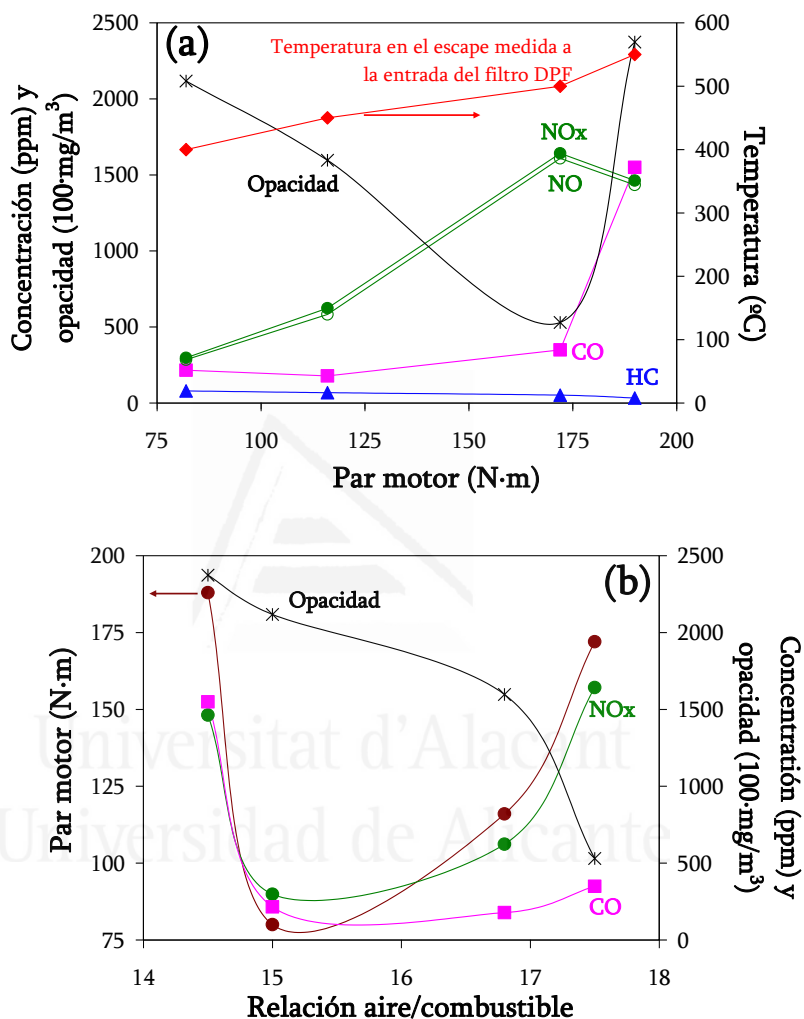 (a)
Temperatura en el escape medida a
la entrada del filtro DPF
NOx
NO
Opacidad
CO
HC
Concentración (ppm) y
opacidad (100·mg/m³)
2500
2000
1500
1000
500
0
600
500
400
300
200
100
0
Temperatura (ºC)
75 100 125 150 175 200
Par motor (N·m)
(b)
Opacidad
NOx
CO
Par motor (N·m)
200
175
150
125
100
75
2500
2000
1500
1000
500
0
Concentratión (ppm) y
opacidad (100·mg/m³)
14 15 16 17 18
Relación aire/combustible
Universitat d'Alacant
Universidad de Alicante